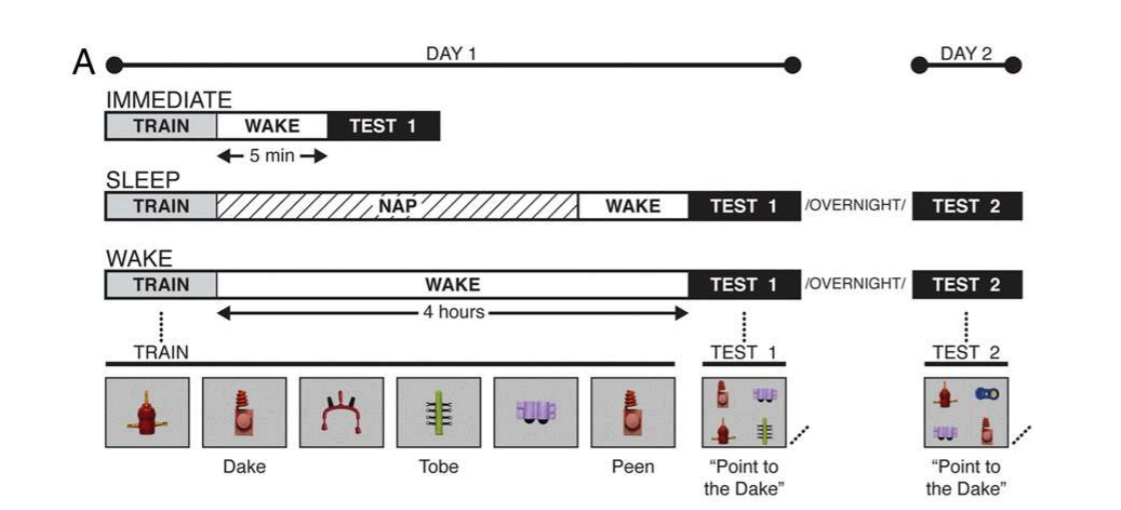 A
DAY 1
DAY 2
IMMEDIATE
TRAIN WAKE TEST 1
5 min
SLEEP
TRAIN NAP WAKE TEST 1 /OVERNIGHT/ TEST 2
WAKE
TRAIN WAKE TEST 1 /OVERNIGHT/ TEST 2
4 hours
TRAIN TEST 1 TEST 2
Dake Tobe Peen “Point to the Dake” “Point to the Dake”